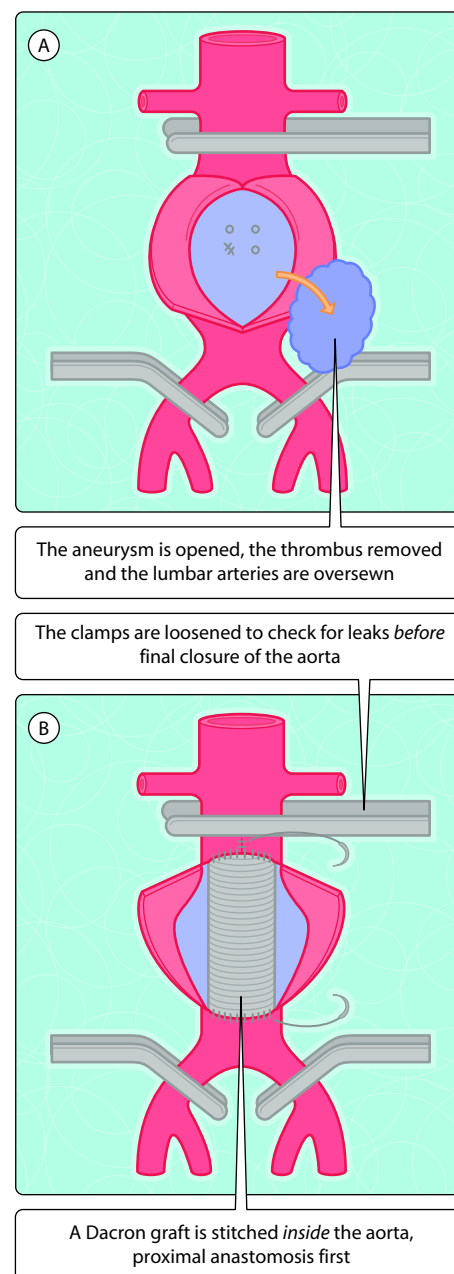 A
The aneurysm is opened, the thrombus removed
and the lumbar arteries are oversewn
The clamps are loosened to check for leaks before
final closure of the aorta
B
A Dacron graft is stitched inside the aorta,
proximal anastomosis first